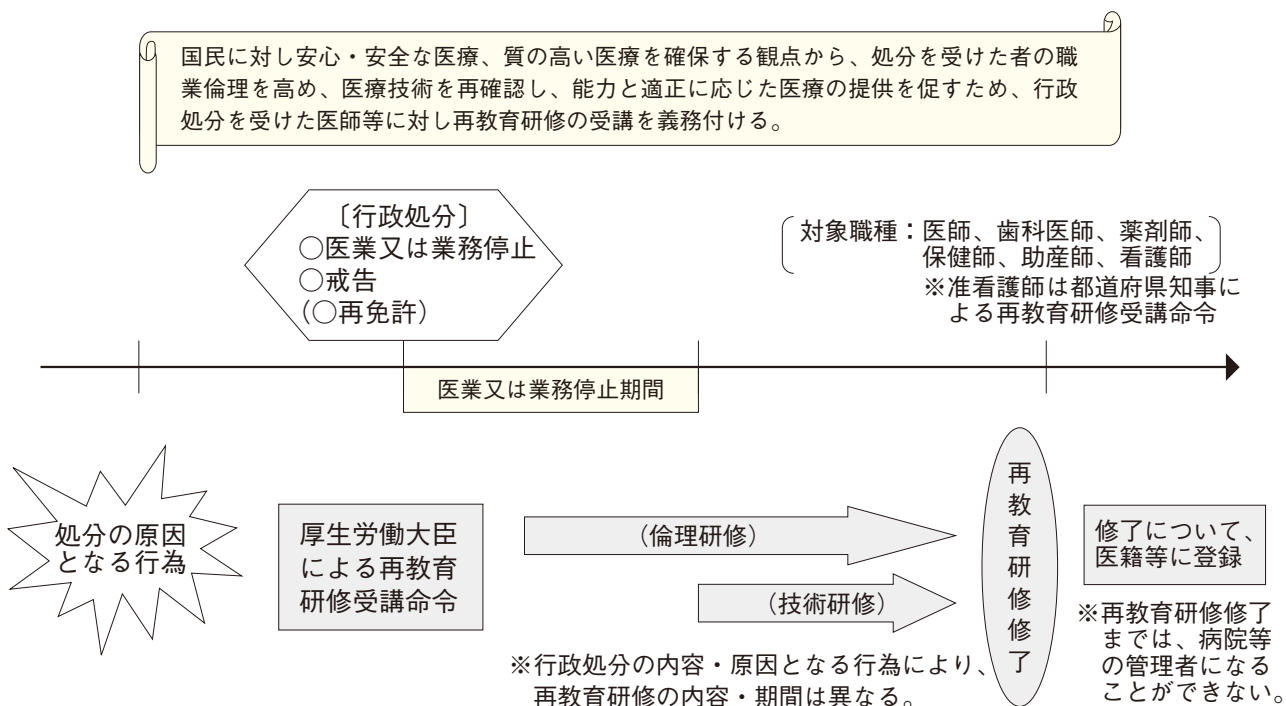 国民に対し安心・安全な医療、質の高い医療を確保する観点から、処分を受けた者の職
業倫理を高め、医療技術を再確認し、能力と適正に応じた医療の提供を促すため、行政
処分を受けた医師等に対し再教育研修の受講を義務付ける。
〔行政処分〕
○医業又は業務停止
○戒告
(○再免許)
対象職種：医師、歯科医師、薬剤師、
保健師、助産師、看護師
※准看護師は都道府県知事に
よる再教育研修受講命令
医業又は業務停止期間
処分の原因
となる行為
厚生労働大臣
による再教育
研修受講命令
(倫理研修)
(技術研修)
※行政処分の内容・原因となる行為により、
再教育研修の内容・期間は異なる。
再教育研修修了
修了について、
医籍等に登録
※再教育研修修了
までは、病院等
の管理者になる
ことができない。